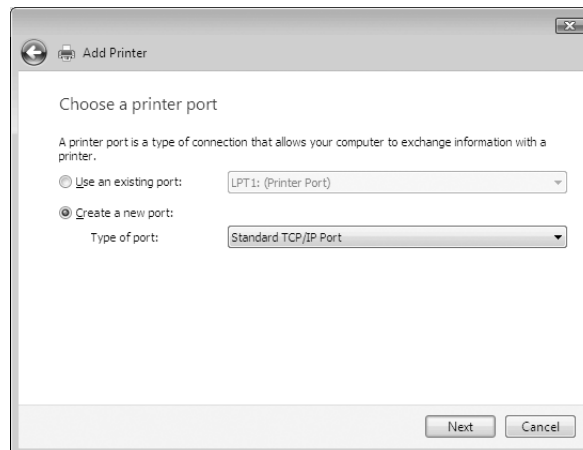 Add Printer
Choose a printer port
A printer port is a type of connection that allows your computer to exchange information with a
printer.
Use an existing port: LPT1: (Printer Port)
Create a new port:
Type of port: Standard TCP/IP Port
Next Cancel